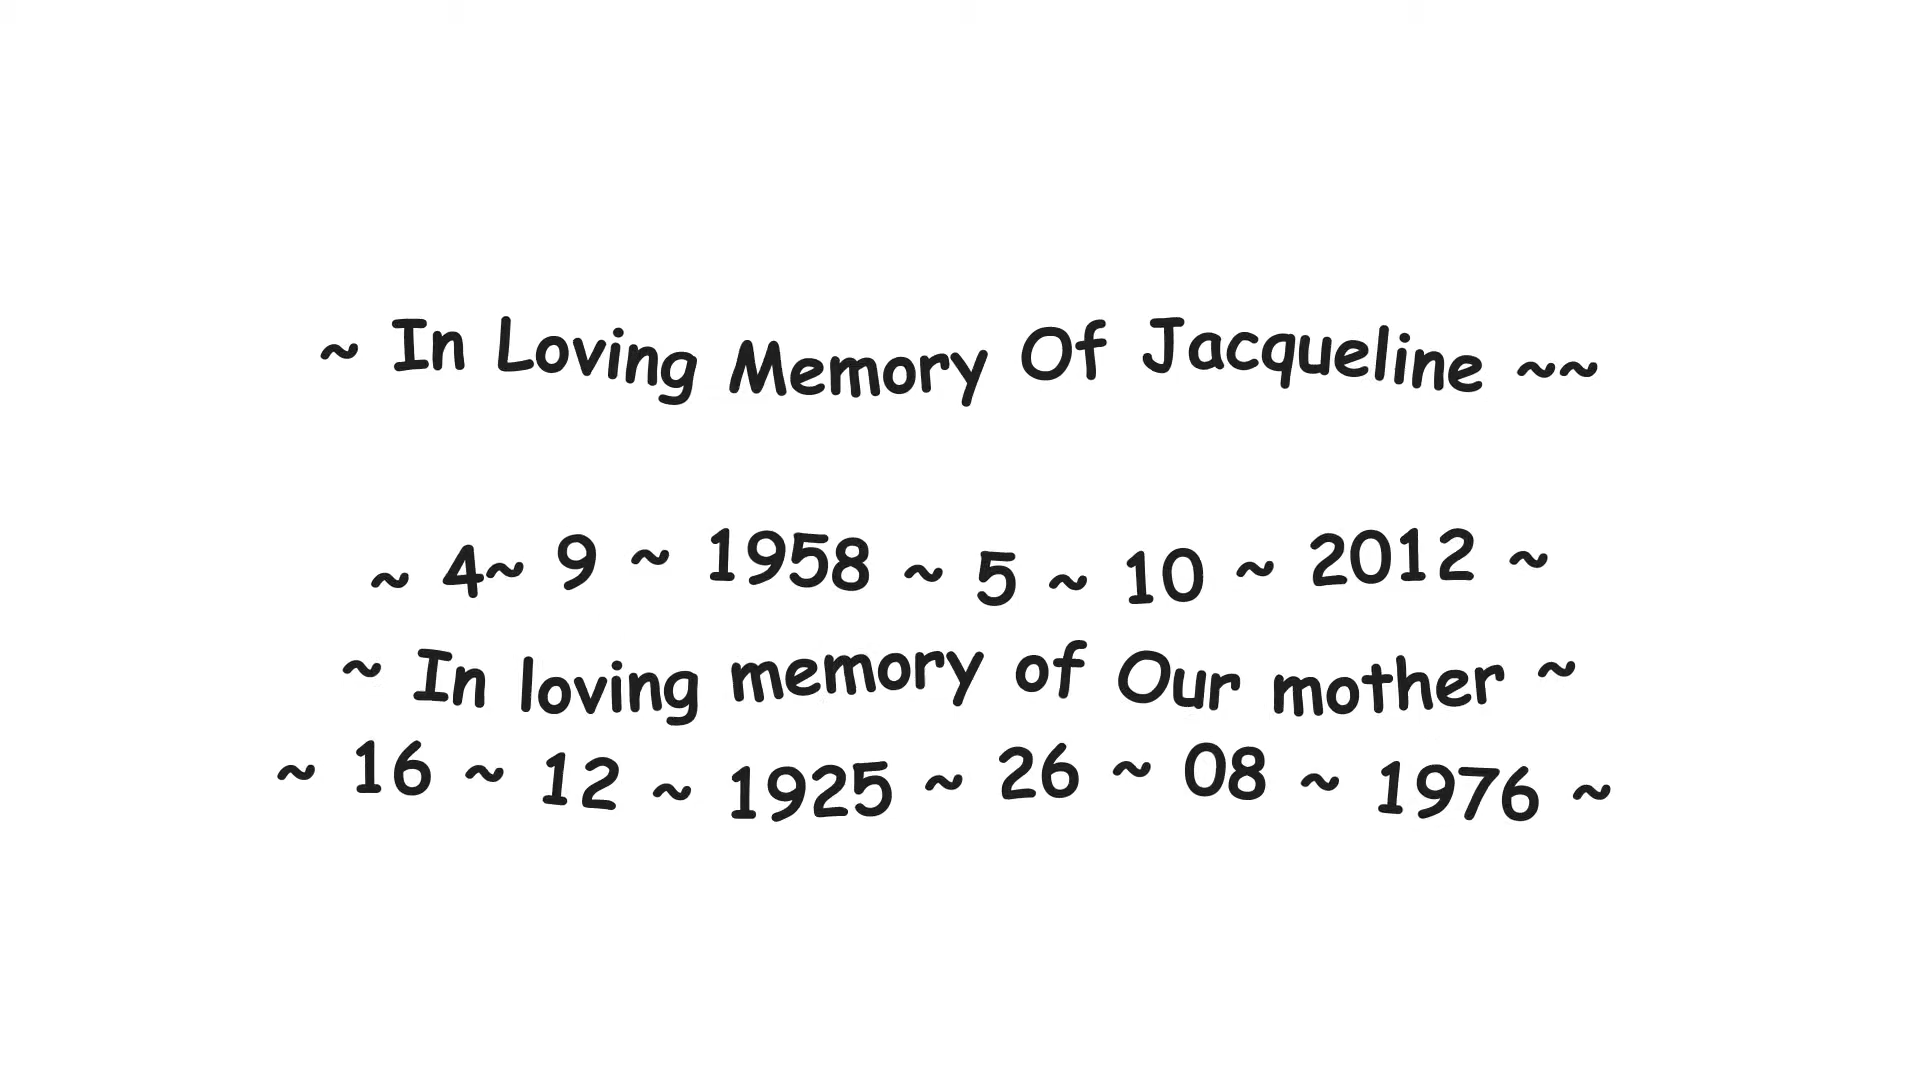 ~ In Loving Memory Of Jacqueline ~~
~ 4~ 9 ~ 1958 ~ 5 ~ 10 ~ 2012 ~
~ In loving memory of Our mother ~
~ 16 ~ 12 ~ 1925 ~ 26 ~ 08 ~ 1976 ~